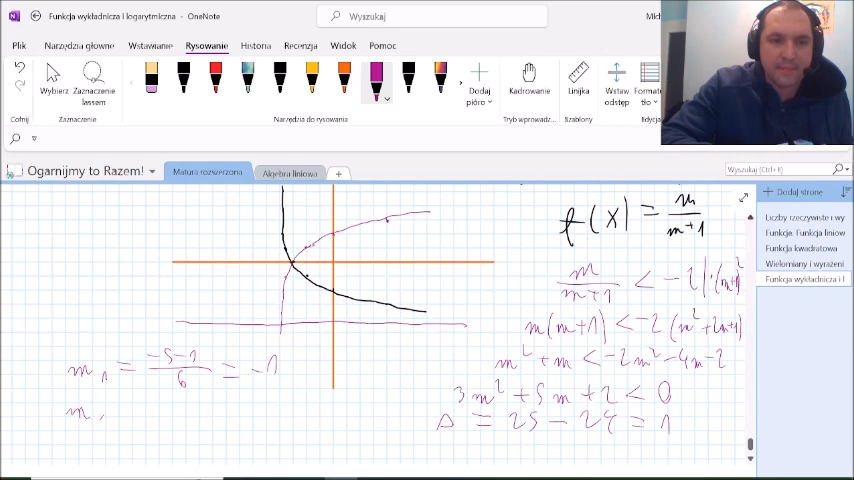 Funkcja wykładnicza i logarytmiczna - OneNote
Wyszukaj
Plik Narzędzia główne Wstawianie Rysowanie Historia Recenzja Widok Pomoc
Wybierz
Zaznaczenie lassem
Dodaj pióro
Kadrowanie
Linijka
Wstaw odstęp
Cofnij
Zaznaczenie
Narzędzia do rysowania
Tryb wprowadz...
Szablony
Edycja
Ogarnijmy to Razem!
Matura rozszerzona
Algebra liniowa
Wyszukaj (Ctrl+E)
Dodaj stronę
Liczby rzeczywiste i wy
Funkcje. Funkcja liniow
Funkcja kwadratowa
Wielomiany i wyrażeni
Funkcja wykładnicza i l
f(x) = m/(m+1)
m/(m+1) < -2 | ·(m+1)²
m(m+1) < -2(m²+2m+1)
m² + m < -2m² - 4m - 2
3m² + 5m + 2 < 0
Δ = 25 - 24 = 1
m₁ = (-5-1)/6 = -1
m